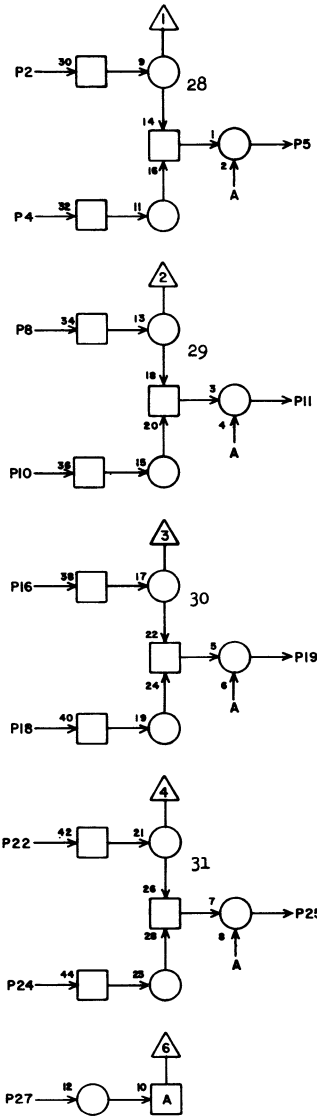 1
P2 30 9 28
14 1 P5
16 2
P4 32 11 A
2
P8 34 13 29
18 3 P11
20 4
P10 36 15 A
3
P16 38 17 30
22 5 P19
24 6
P18 40 19 A
4
P22 42 21 31
26 7 P25
28 8
P24 44 23 A
6
P27 12 10 A